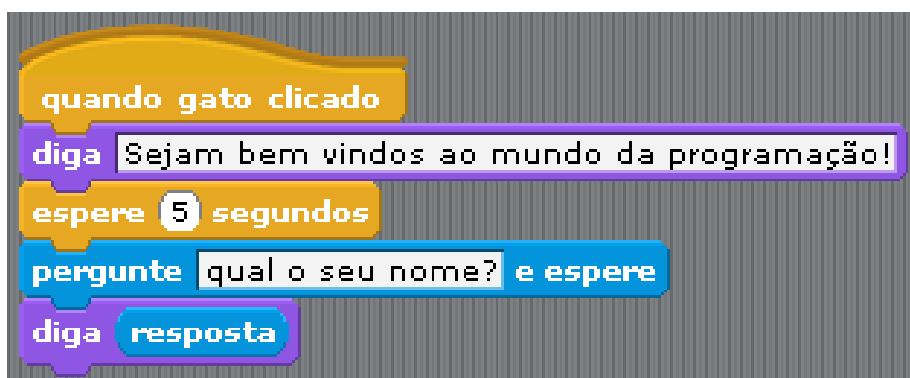 quando gato clicado
diga Sejam bem vindos ao mundo da programação!
espere 5 segundos
pergunte qual o seu nome? e espere
diga resposta